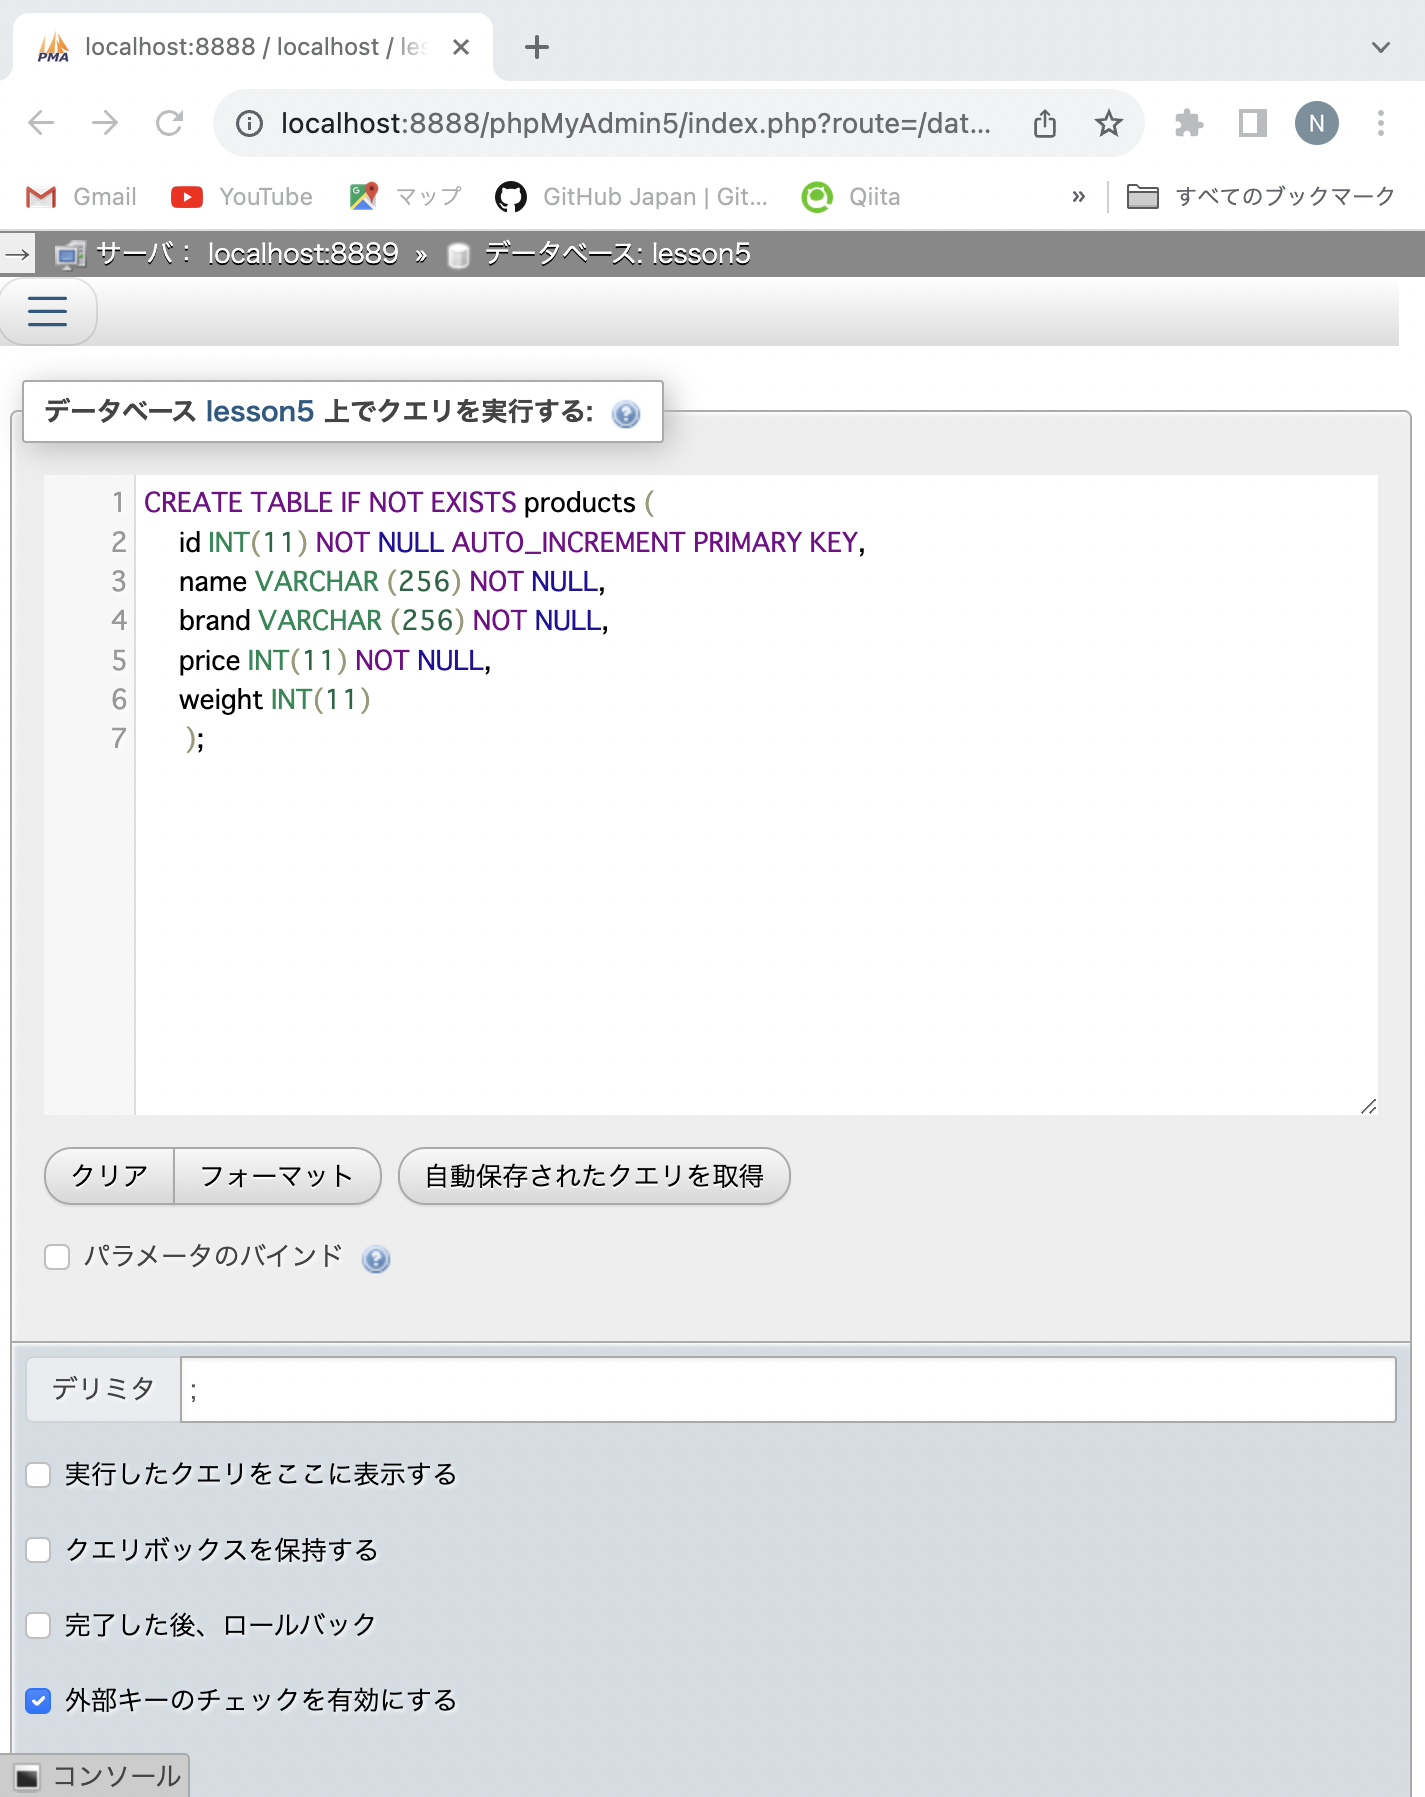 localhost:8888 / localhost / les
localhost:8888/phpMyAdmin5/index.php?route=/dat...
N
Gmail
YouTube
マップ
GitHub Japan | Git...
Qiita
»
すべてのブックマーク
→ サーバ： localhost:8889 » データベース: lesson5
データベース lesson5 上でクエリを実行する:
1 CREATE TABLE IF NOT EXISTS products (
2 id INT(11) NOT NULL AUTO_INCREMENT PRIMARY KEY,
3 name VARCHAR (256) NOT NULL,
4 brand VARCHAR (256) NOT NULL,
5 price INT(11) NOT NULL,
6 weight INT(11)
7 );
クリア フォーマット 自動保存されたクエリを取得
パラメータのバインド
デリミタ ;
実行したクエリをここに表示する
クエリボックスを保持する
完了した後、ロールバック
外部キーのチェックを有効にする
コンソール